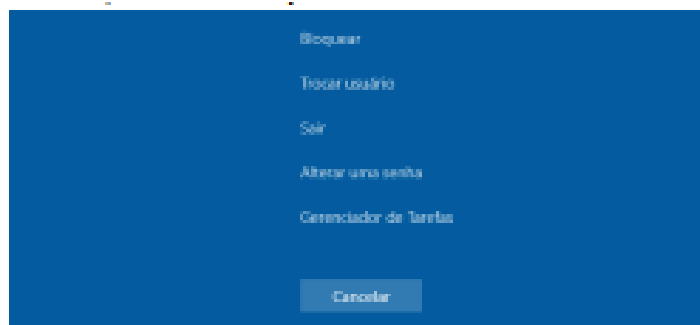 Bloquear
Trocar usuário
Sair
Alterar uma senha
Gerenciador de Tarefas
Cancelar